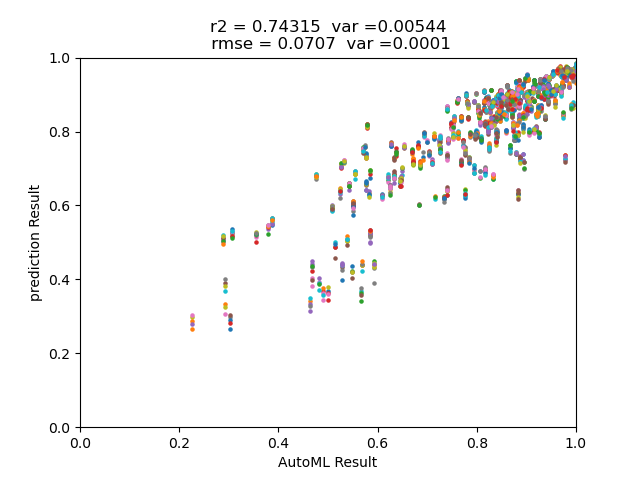 r2 = 0.74315  var =0.00544
rmse = 0.0707  var =0.0001
1.0
0.8
0.6
0.4
0.2
0.0
prediction Result
0.0 0.2 0.4 0.6 0.8 1.0
AutoML Result